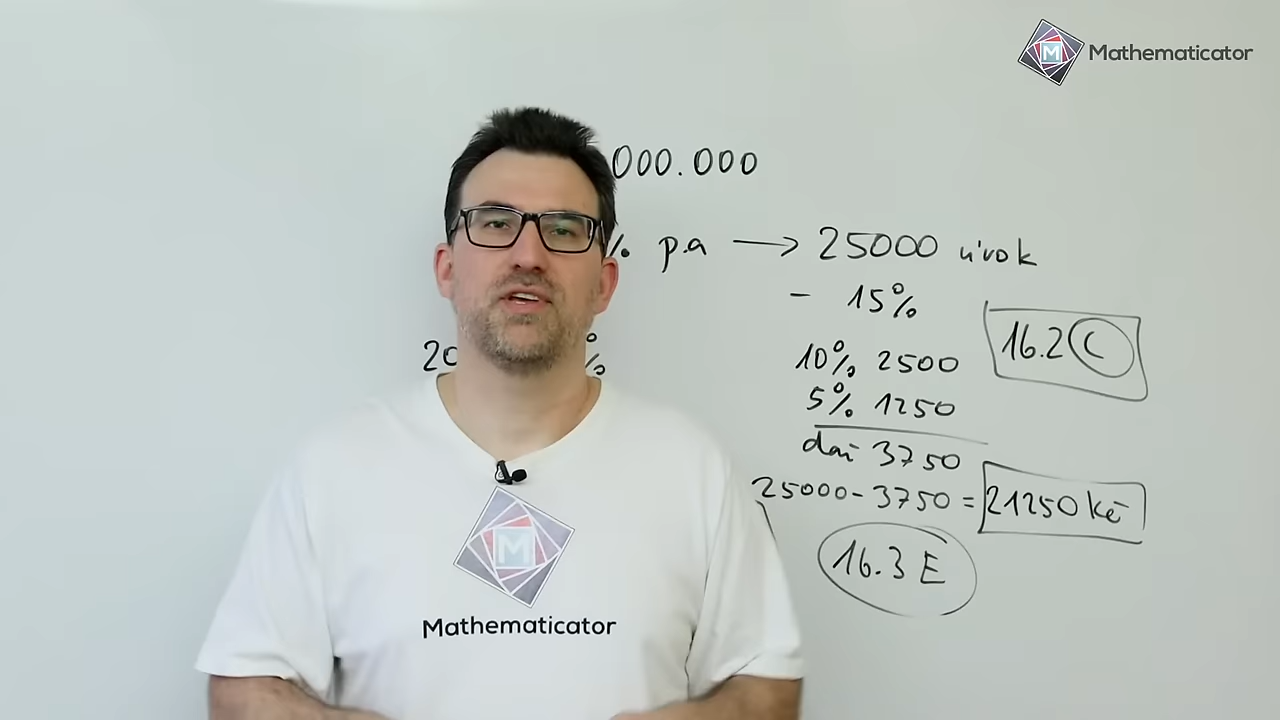 Mathematicator
000.000
% p.a → 25000 úrok
- 15%
10% 2500
16.2 C
20 %
5% 1250
daň 3750
25000-3750 = 21250 Kč
16.3 E
M
Mathematicator